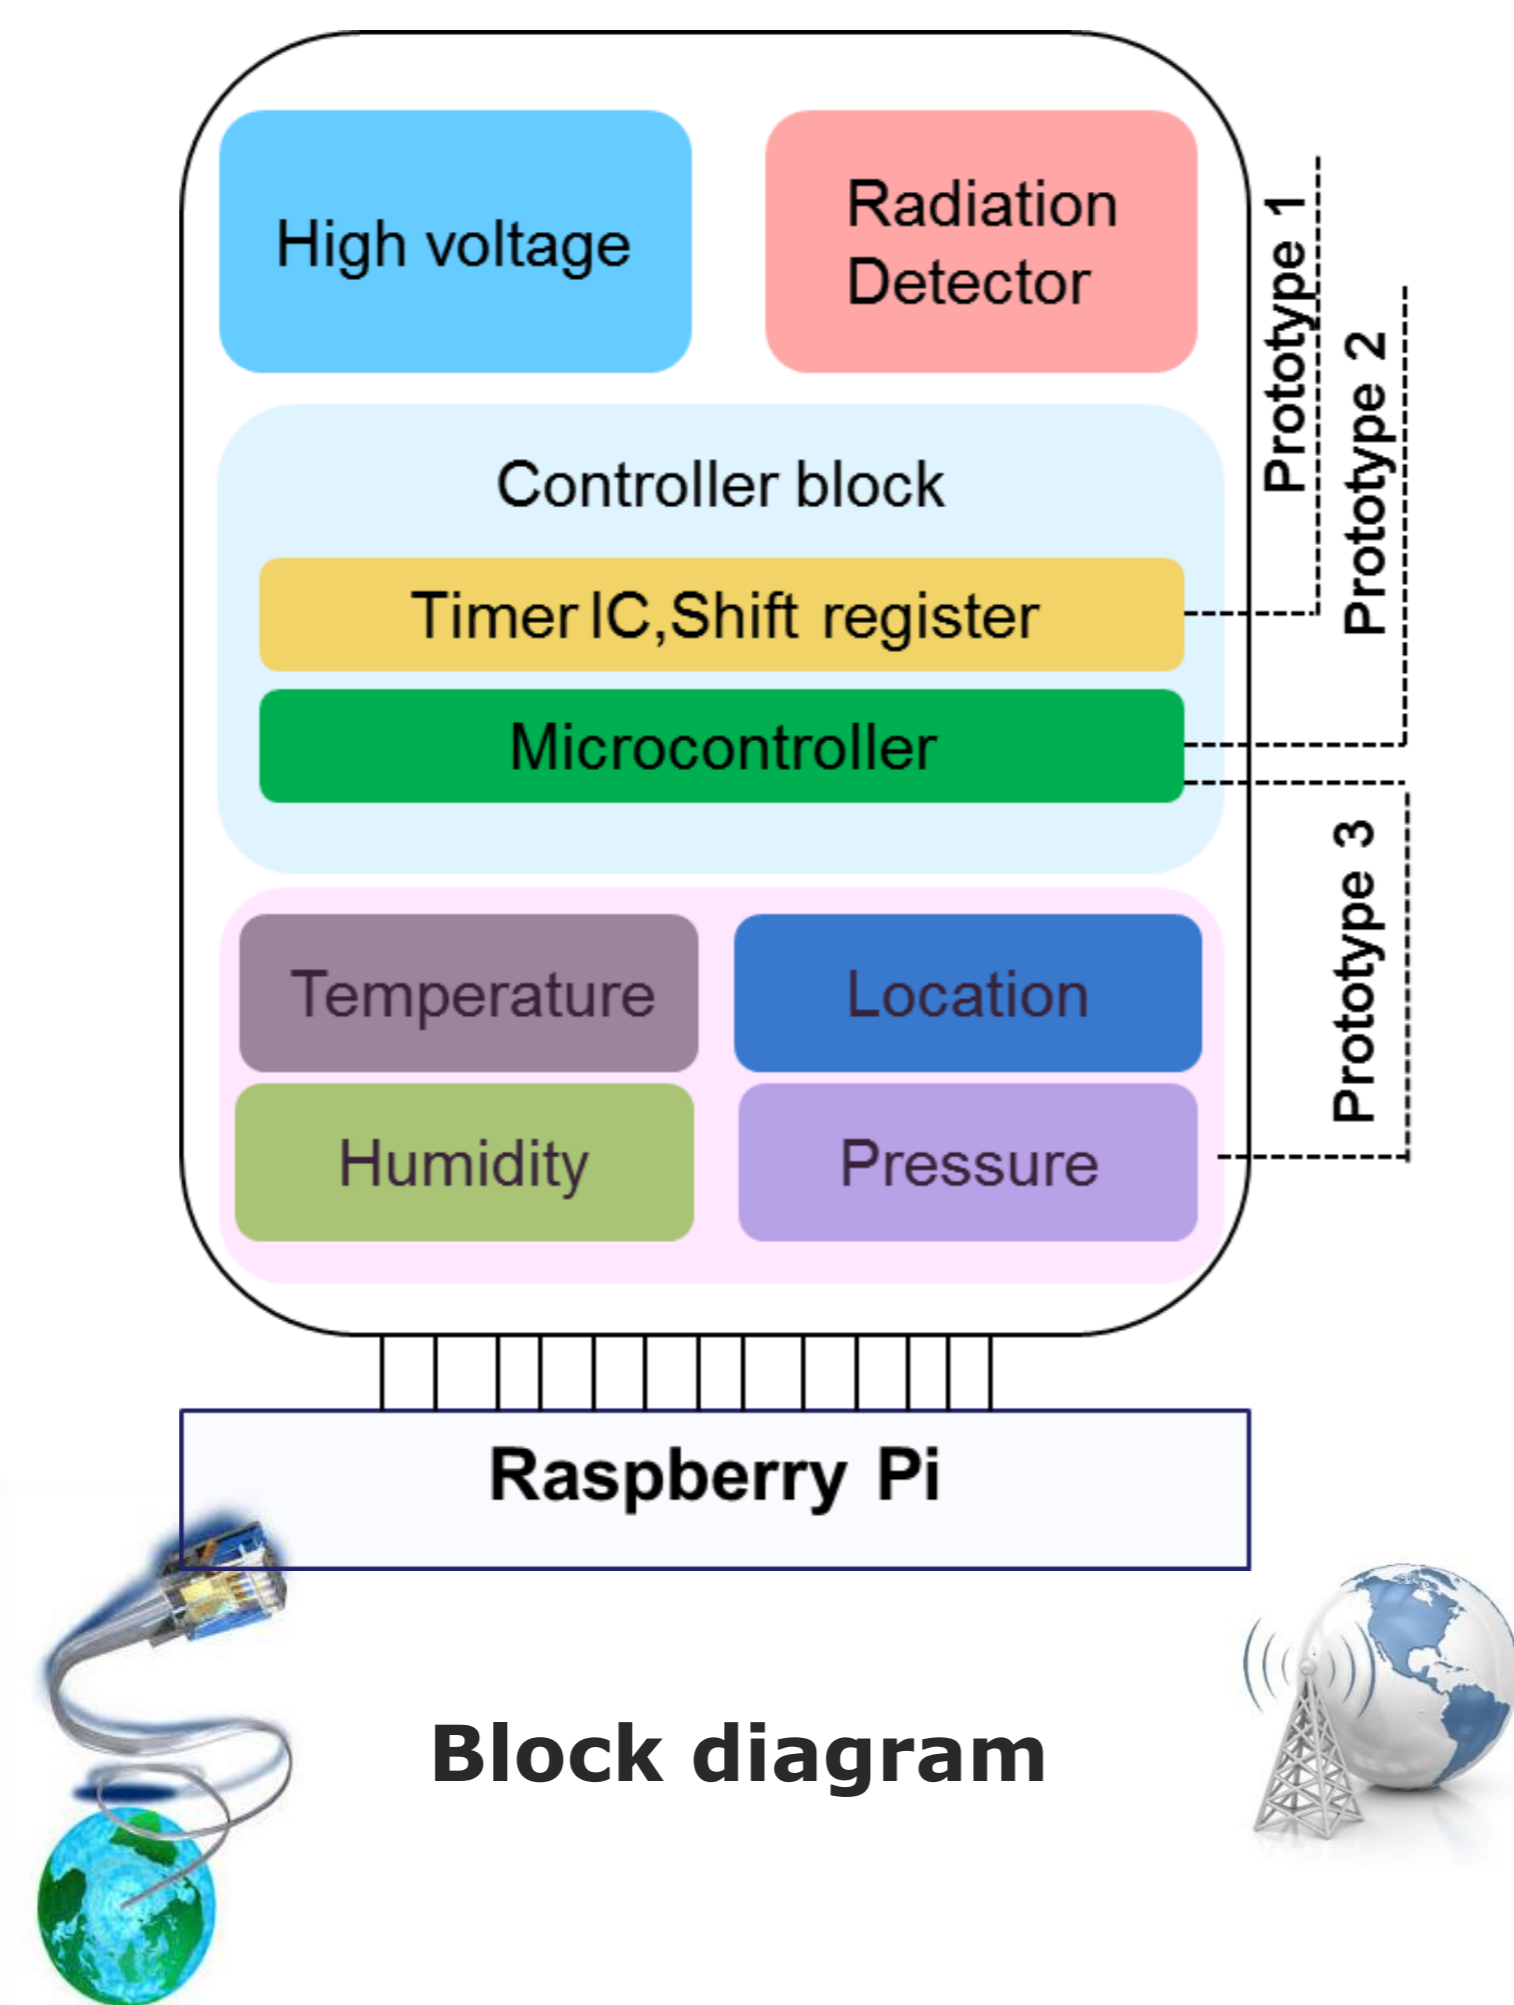 High voltage
Radiation
Detector
Prototype 1
Prototype 2
Controller block
Timer IC,Shift register
Microcontroller
Prototype 3
Temperature
Location
Humidity
Pressure
Raspberry Pi
Block diagram